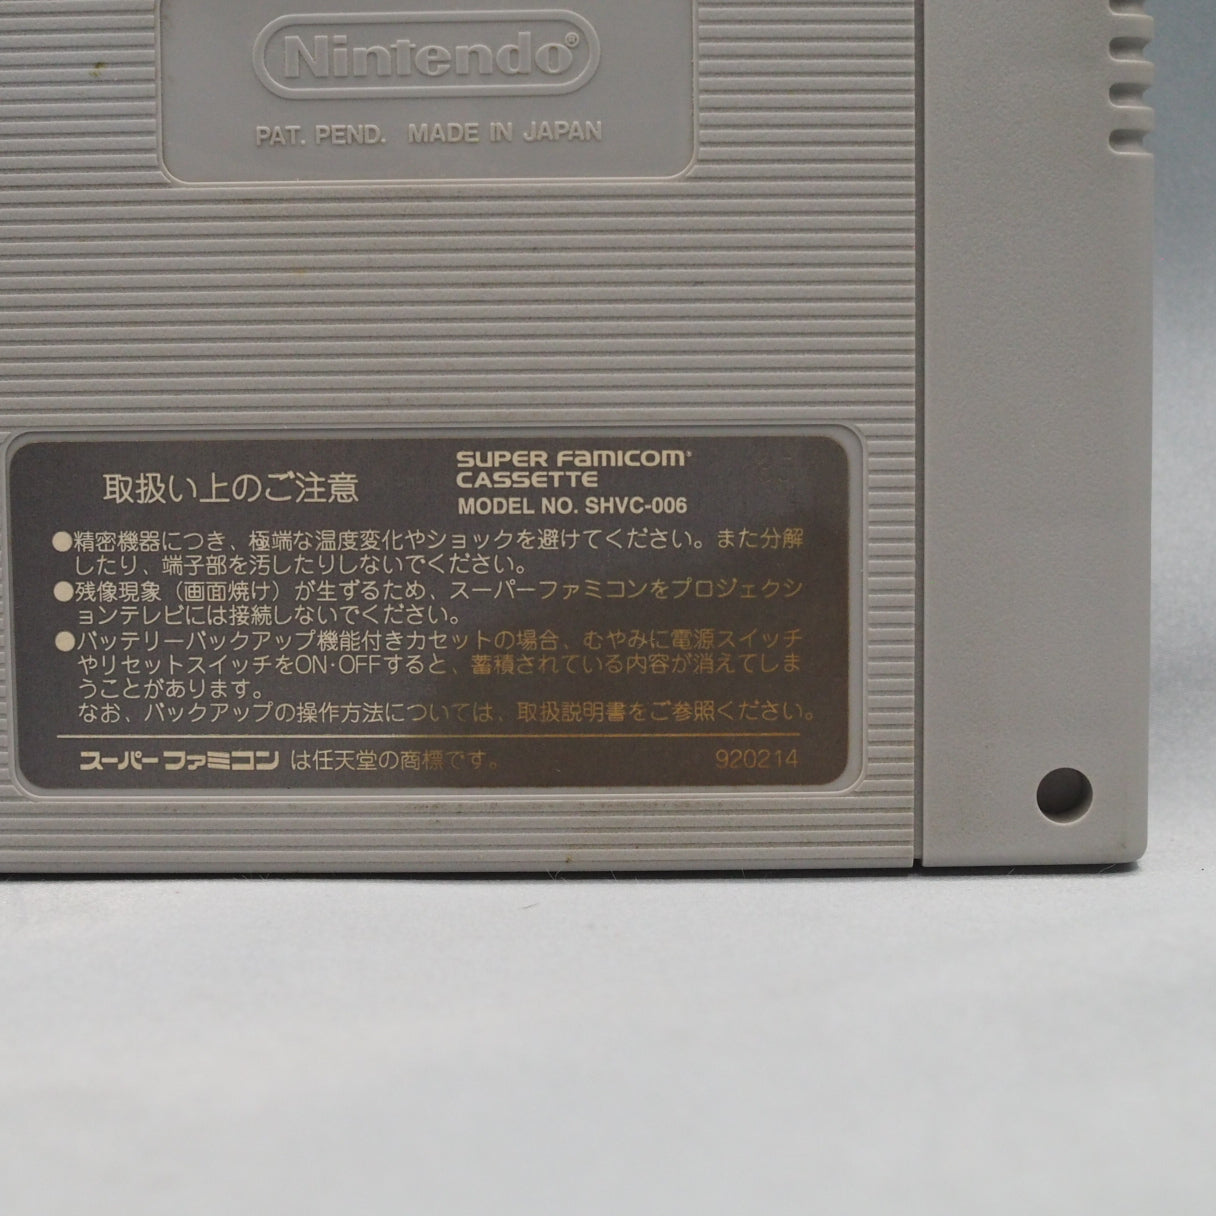 Nintendo®
PAT. PEND. MADE IN JAPAN
取扱い上のご注意
SUPER FAMICOM
CASSETTE
MODEL NO. SHVC-006
●精密機器につき、極端な温度変化やショックを避けてください。また分解
したり、端子部を汚したりしないでください。
●残像現象（画面焼け）が生ずるため、スーパーファミコンをプロジェクシ
ョンテレビには接続しないでください。
●バッテリーバックアップ機能付きカセットの場合、むやみに電源スイッチ
やリセットスイッチをON・OFFすると、蓄積されている内容が消えてしま
うことがあります。
なお、バックアップの操作方法については、取扱説明書をご参照ください。
スーパーファミコン は任天堂の商標です。
920214